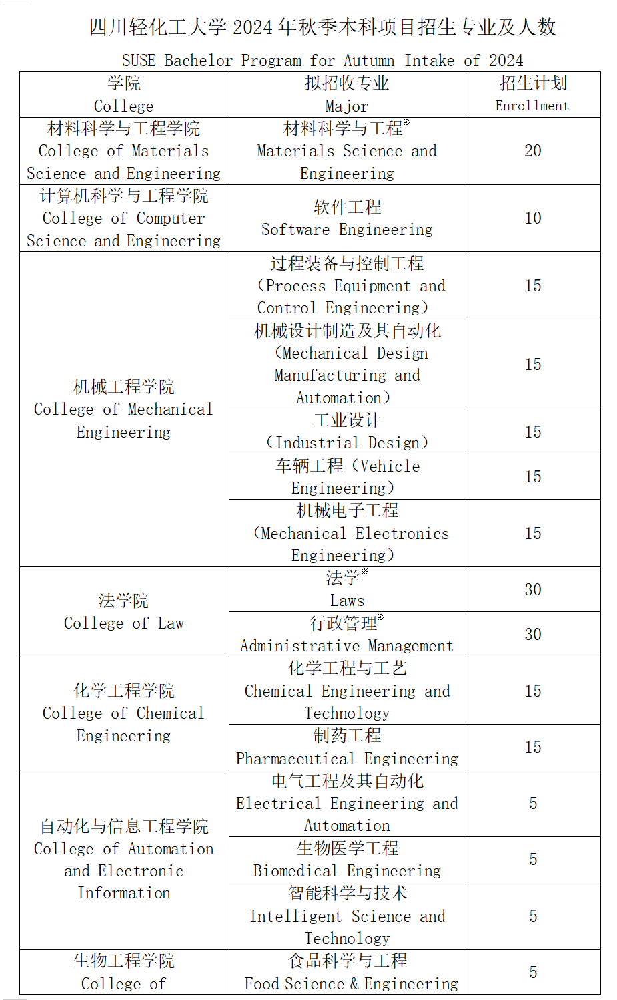 四川轻化工大学 2024 年秋季本科项目招生专业及人数
SUSE Bachelor Program for Autumn Intake of 2024
学院
College
拟招收专业
Major
招生计划
Enrollment
材料科学与工程学院
College of Materials
Science and Engineering
材料科学与工程※
Materials Science and
Engineering
20
计算机科学与工程学院
College of Computer
Science and Engineering
软件工程
Software Engineering
10
机械工程学院
College of Mechanical
Engineering
过程装备与控制工程
（Process Equipment and
Control Engineering）
15
机械设计制造及其自动化
（Mechanical Design
Manufacturing and
Automation）
15
工业设计
（Industrial Design）
15
车辆工程（Vehicle
Engineering）
15
机械电子工程
（Mechanical Electronics
Engineering）
15
法学院
College of Law
法学※
Laws
30
行政管理※
Administrative Management
30
化学工程学院
College of Chemical
Engineering
化学工程与工艺
Chemical Engineering and
Technology
15
制药工程
Pharmaceutical Engineering
15
自动化与信息工程学院
College of Automation
and Electronic
Information
电气工程及其自动化
Electrical Engineering and
Automation
5
生物医学工程
Biomedical Engineering
5
智能科学与技术
Intelligent Science and
Technology
5
生物工程学院
College of
食品科学与工程
Food Science & Engineering
5